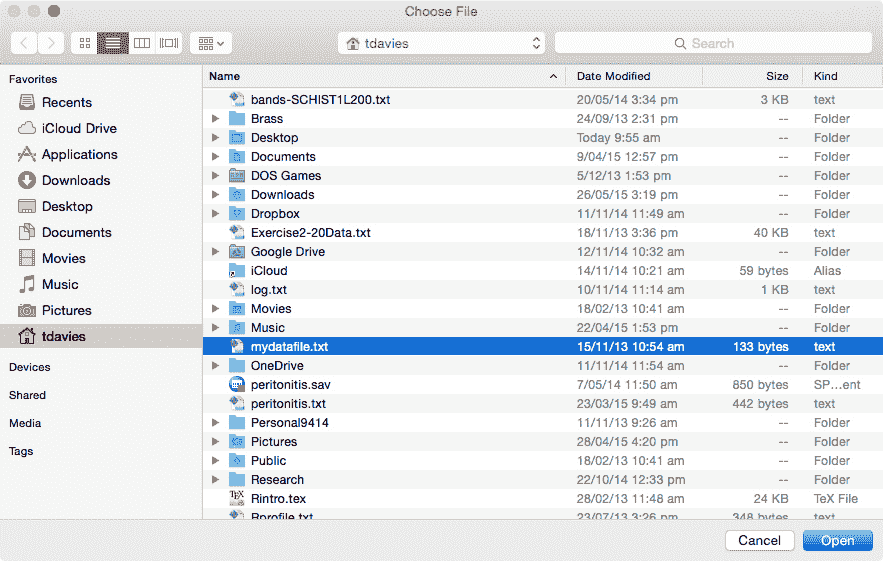 Choose File
tdavies
Search
Favorites
Recents
iCloud Drive
Applications
Downloads
Desktop
Documents
Movies
Music
Pictures
tdavies
Devices
Shared
Media
Tags
Name Date Modified Size Kind
bands-SCHIST1L200.txt 20/05/14 3:34 pm 3 KB text
Brass 24/09/13 2:31 pm -- Folder
Desktop Today 9:55 am -- Folder
Documents 9/04/15 12:57 pm -- Folder
DOS Games 5/12/13 1:53 pm -- Folder
Downloads 26/05/15 3:19 pm -- Folder
Dropbox 11/11/14 11:49 am -- Folder
Exercise2-20Data.txt 18/11/13 3:36 pm 40 KB text
Google Drive 12/11/14 10:32 am -- Folder
iCloud 14/11/14 10:21 am 59 bytes Alias
log.txt 10/11/14 11:14 am 1 KB text
Movies 18/02/13 10:41 am -- Folder
Music 22/04/15 1:53 pm -- Folder
mydatafile.txt 15/11/13 10:54 am 133 bytes text
OneDrive 11/11/14 11:54 am -- Folder
peritonitis.sav 7/05/14 11:50 am 850 bytes SP...ent
peritonitis.txt 23/03/15 9:49 am 442 bytes text
Personal9414 11/11/13 9:26 am -- Folder
Pictures 28/04/15 4:20 pm -- Folder
Public 18/02/13 10:41 am -- Folder
Research 22/10/14 12:33 pm -- Folder
TEX Rintro.tex 28/02/13 11:48 am 24 KB TeX File
Rprofile.txt 23/07/13 3:26 pm 348 bytes text
Cancel Open